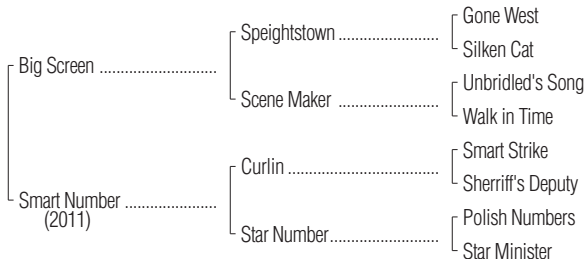 Gone West
Speightstown ....................
Silken Cat
Big Screen ........................
Unbridled's Song
Scene Maker ....................
Walk in Time
Smart Strike
Curlin ..............................
Sherriff's Deputy
Smart Number ...................
(2011)
Polish Numbers
Star Number......................
Star Minister